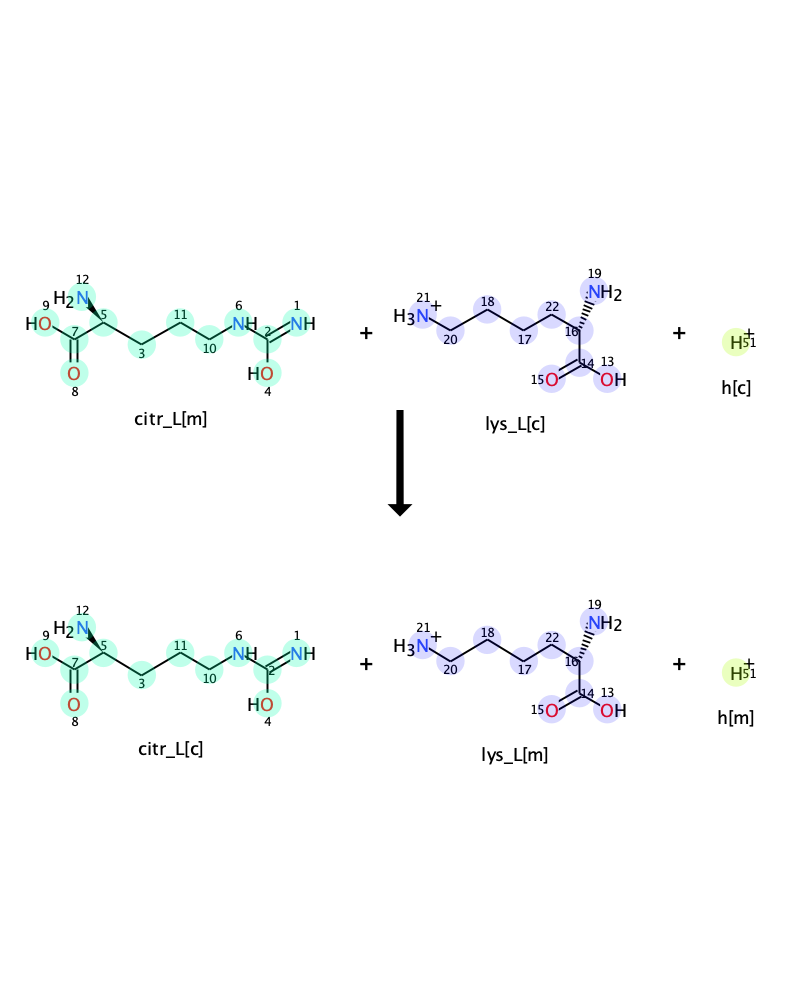 12
H2N
9
HO
7
5
8
O
3
11
10
6
NH
2
1
NH
HO
4
citr_L[m]
+
21
H3N+
20
18
17
22
16
19
NH2
14
13
15O
OH
lys_L[c]
+
H+
51
h[c]
12
H2N
9
HO
7
5
O
8
3
11
10
6
NH
2
1
NH
HO
4
citr_L[c]
+
21
H3N+
20
18
17
22
16
19
NH2
14
13
15O
OH
lys_L[m]
+
H+
51
h[m]